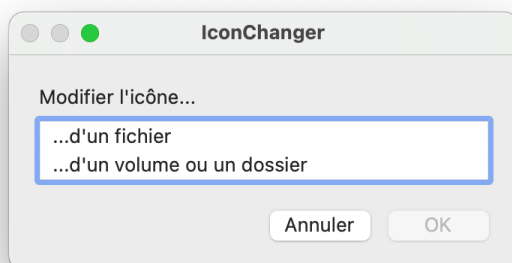 IconChanger
Modifier l'icône...
...d'un fichier
...d'un volume ou un dossier
Annuler
OK